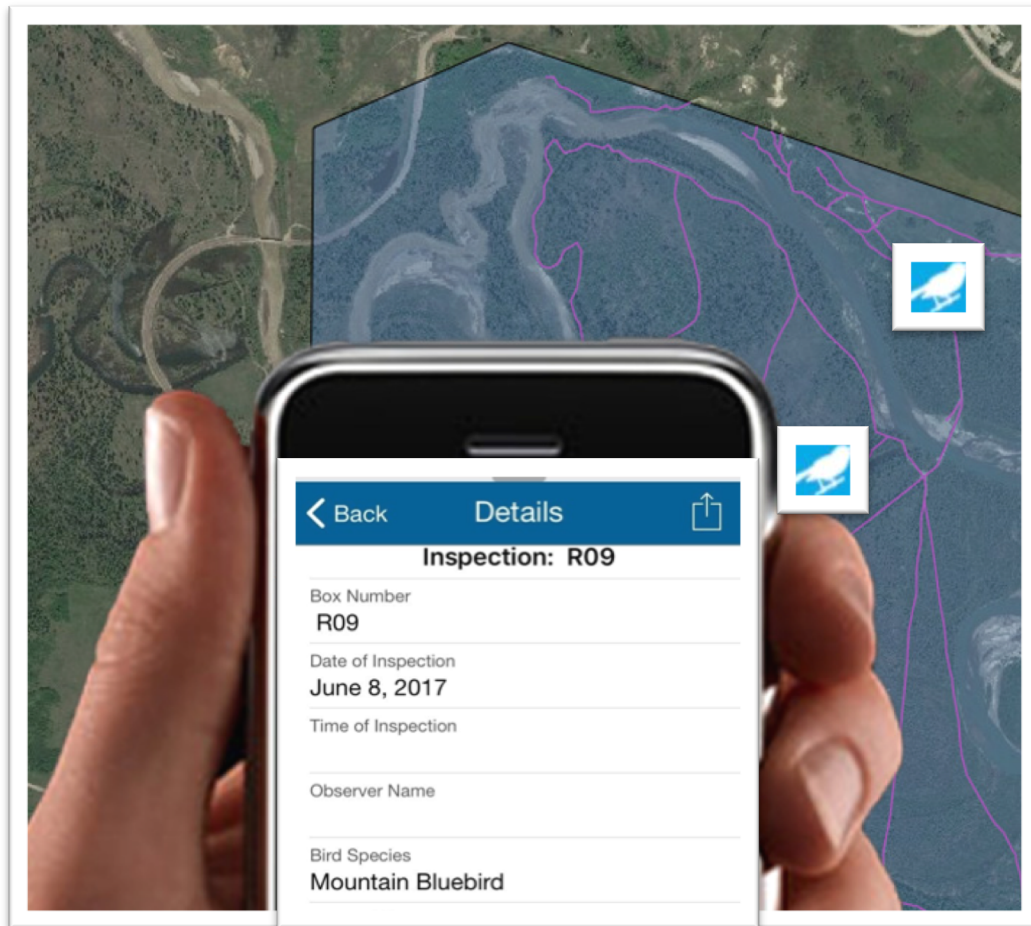 Back
Details
Inspection: R09
Box Number
R09
Date of Inspection
June 8, 2017
Time of Inspection
Observer Name
Bird Species
Mountain Bluebird